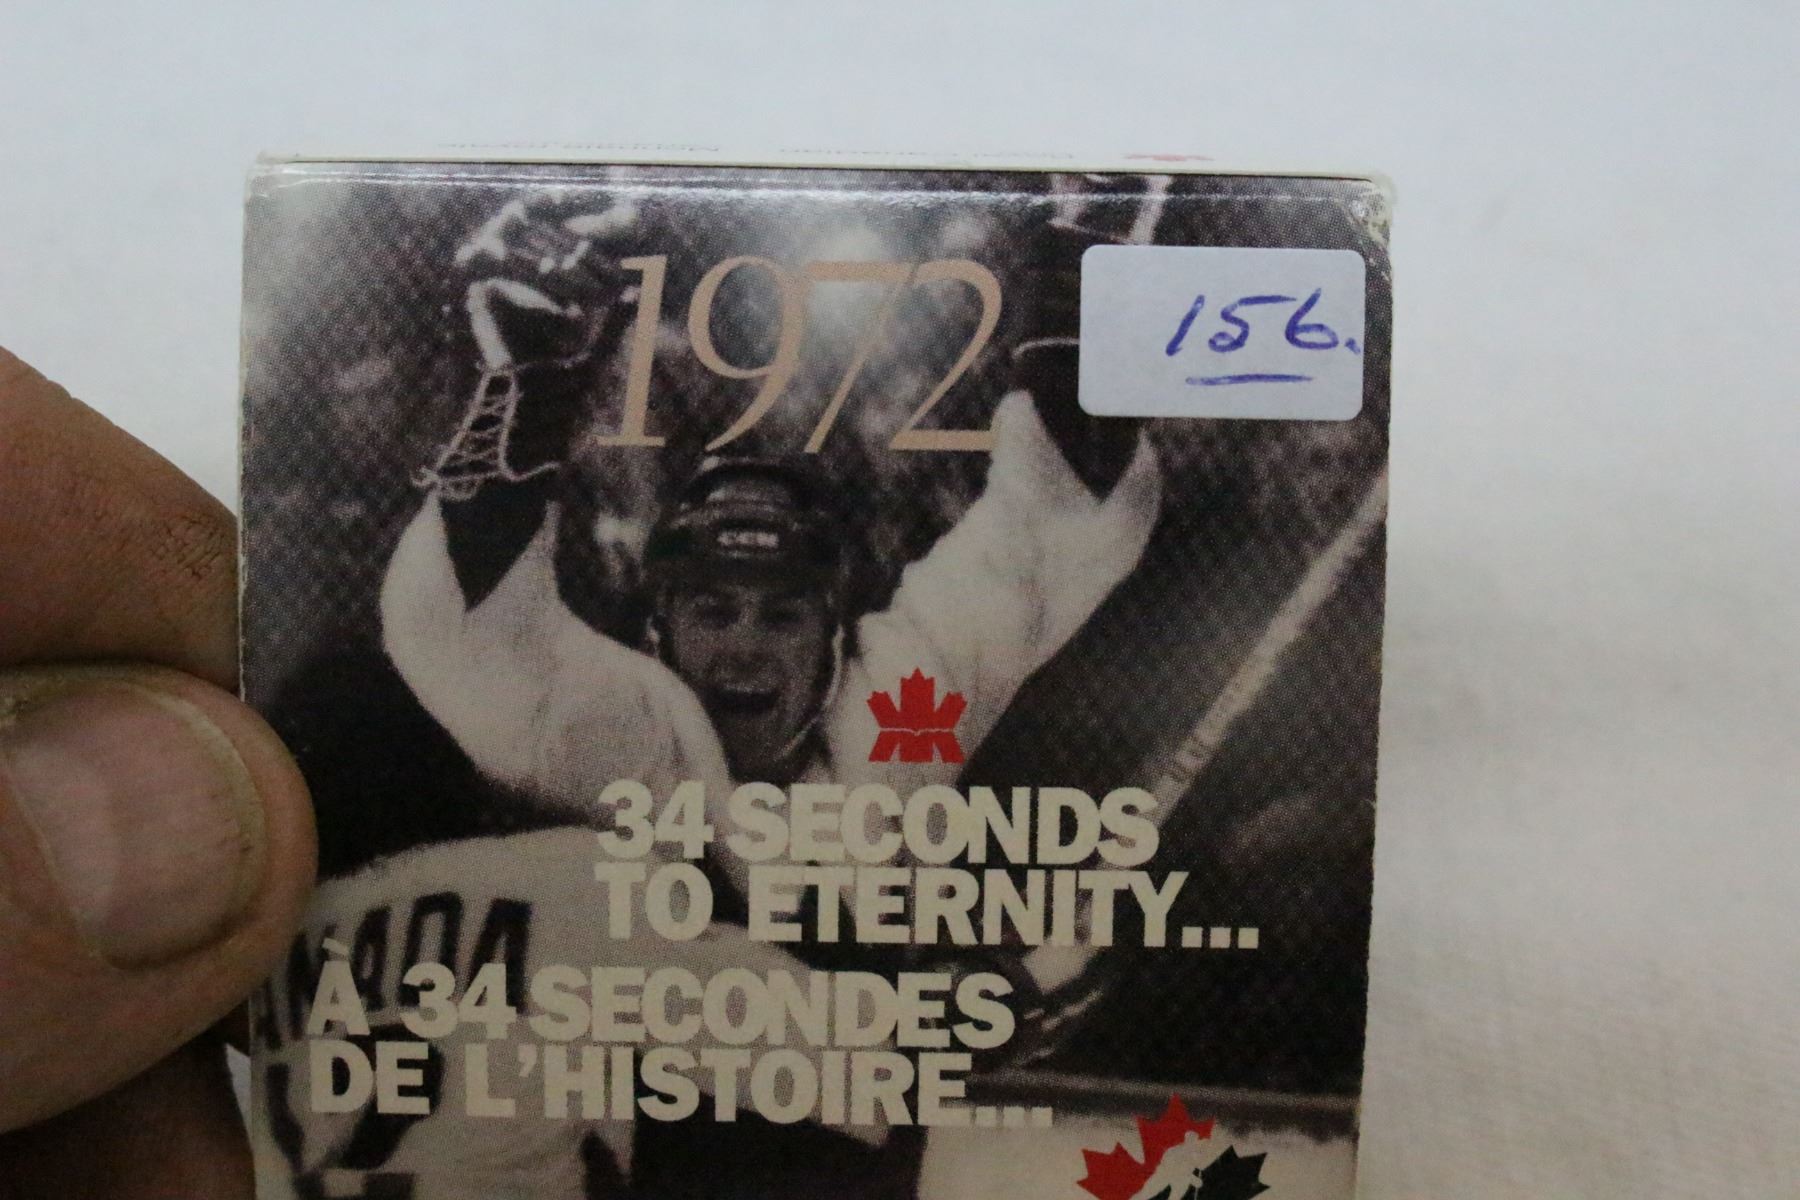 1972
156.
34 SECONDS
TO ETERNITY...
À 34 SECONDES
DE L'HISTOIRE...